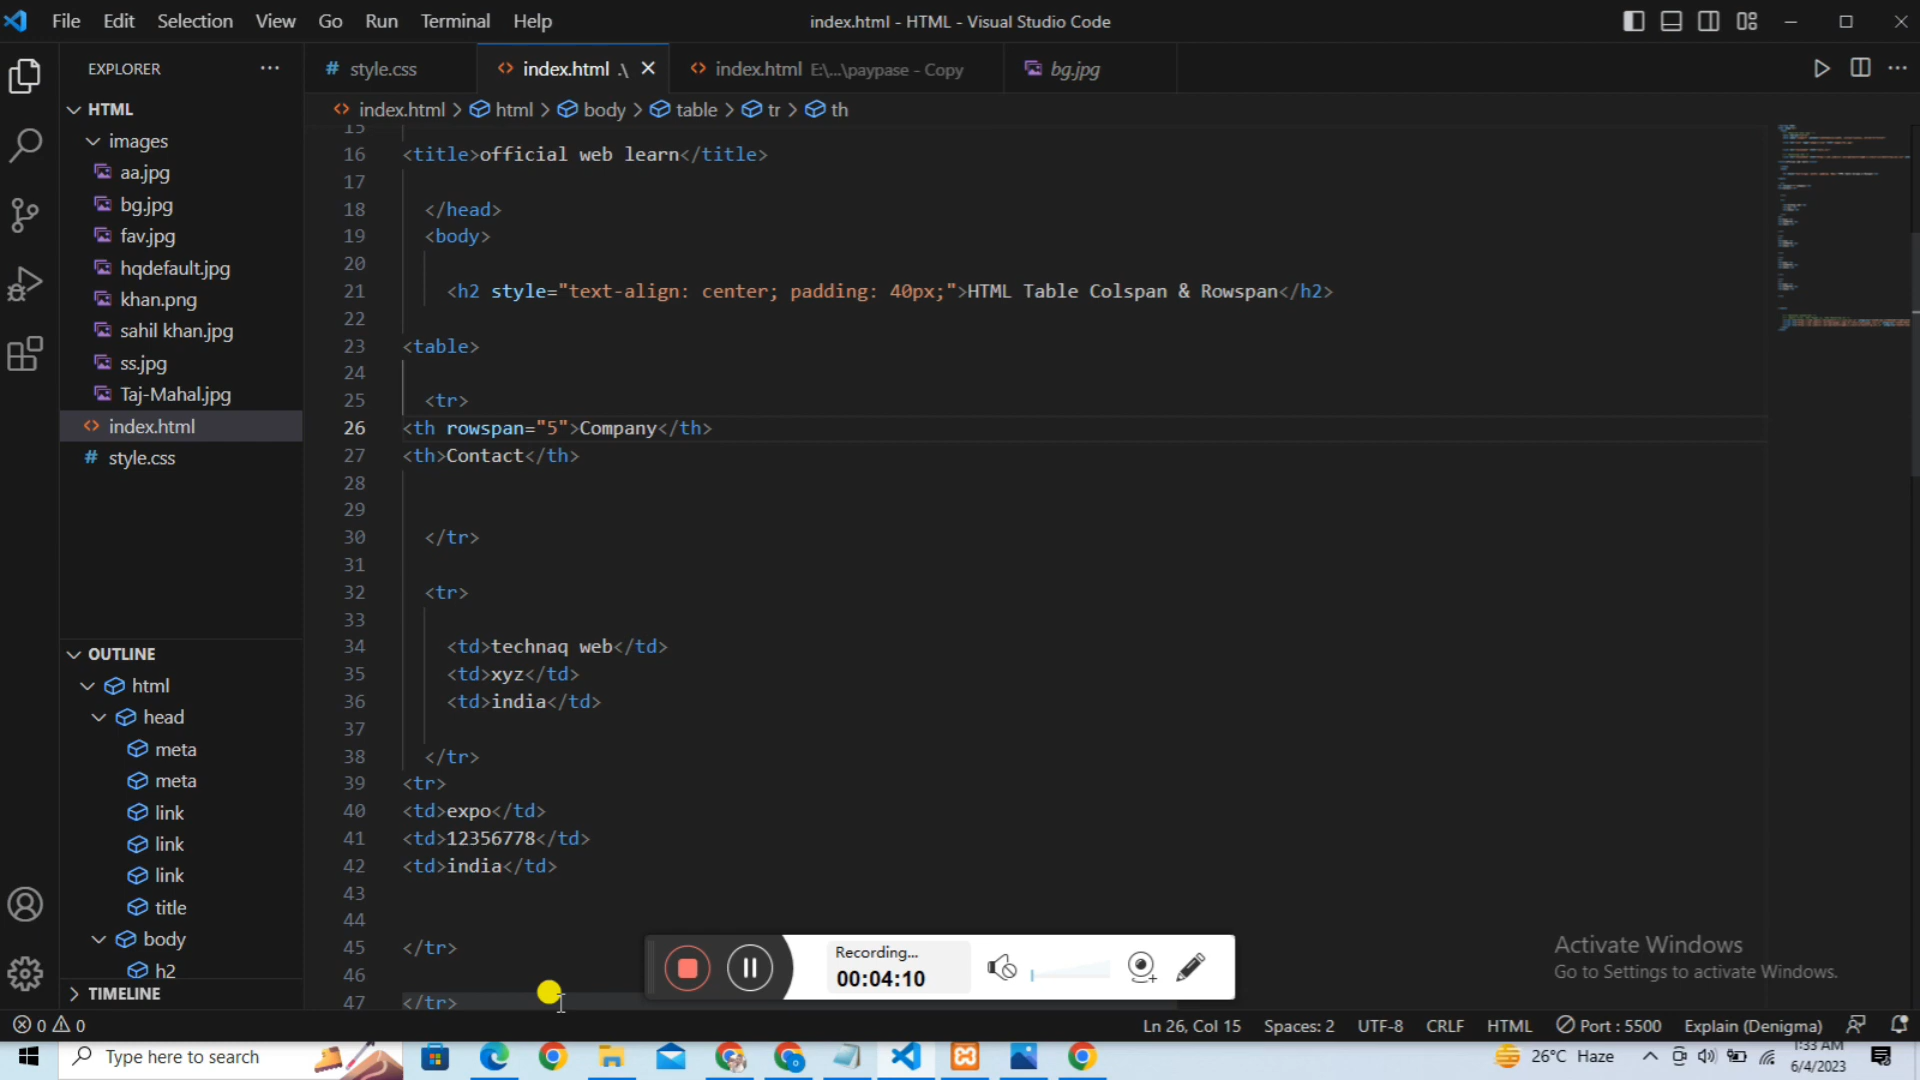 File Edit Selection View Go Run Terminal Help
index.html - HTML - Visual Studio Code
EXPLORER
# style.css
<> index.html .\
<> index.html E:\...\paypase - Copy
bg.jpg
HTML
index.html > html > body > table > tr > th
images
aa.jpg
bg.jpg
fav.jpg
hqdefault.jpg
khan.png
sahil khan.jpg
ss.jpg
Taj-Mahal.jpg
<> index.html
# style.css
OUTLINE
html
head
meta
meta
link
link
link
title
body
h2
TIMELINE
15
16 <title>official web learn</title>
17
18 </head>
19 <body>
20
21 <h2 style="text-align: center; padding: 40px;">HTML Table Colspan & Rowspan</h2>
22
23 <table>
24
25 <tr>
26 <th rowspan="5">Company</th>
27 <th>Contact</th>
28
29
30 </tr>
31
32 <tr>
33
34 <td>technaq web</td>
35 <td>xyz</td>
36 <td>india</td>
37
38 </tr>
39 <tr>
40 <td>expo</td>
41 <td>12356778</td>
42 <td>india</td>
43
44
45 </tr>
46
47 </tr>
Recording...
00:04:10
Activate Windows
Go to Settings to activate Windows.
0 0
Ln 26, Col 15 Spaces: 2 UTF-8 CRLF HTML Port : 5500 Explain (Denigma)
Type here to search
26°C Haze
1:33 AM
6/4/2023